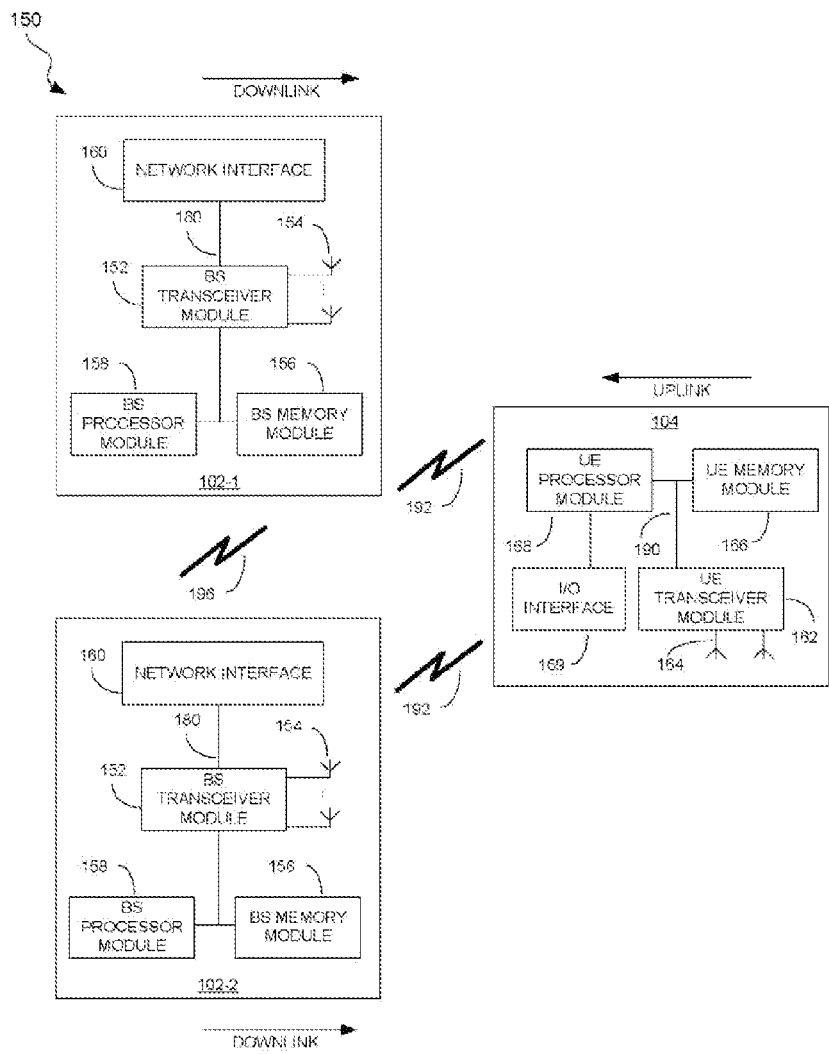 150
DOWNLINK
160
NETWORK INTERFACE
180
154
152
BS
TRANSCEIVER
MODULE
158
156
BS
PROCESSOR
MODULE
BS MEMORY
MODULE
102-1
UPLINK
104
UE
PROCESSOR
MODULE
UE MEMORY
MODULE
168
190
166
I/O
INTERFACE
UE
TRANSCEIVER
MODULE
169
164
162
192
196
192
160
NETWORK INTERFACE
180
154
152
BS
TRANSCEIVER
MODULE
158
156
BS
PROCESSOR
MODULE
BS MEMORY
MODULE
102-2
DOWNLINK